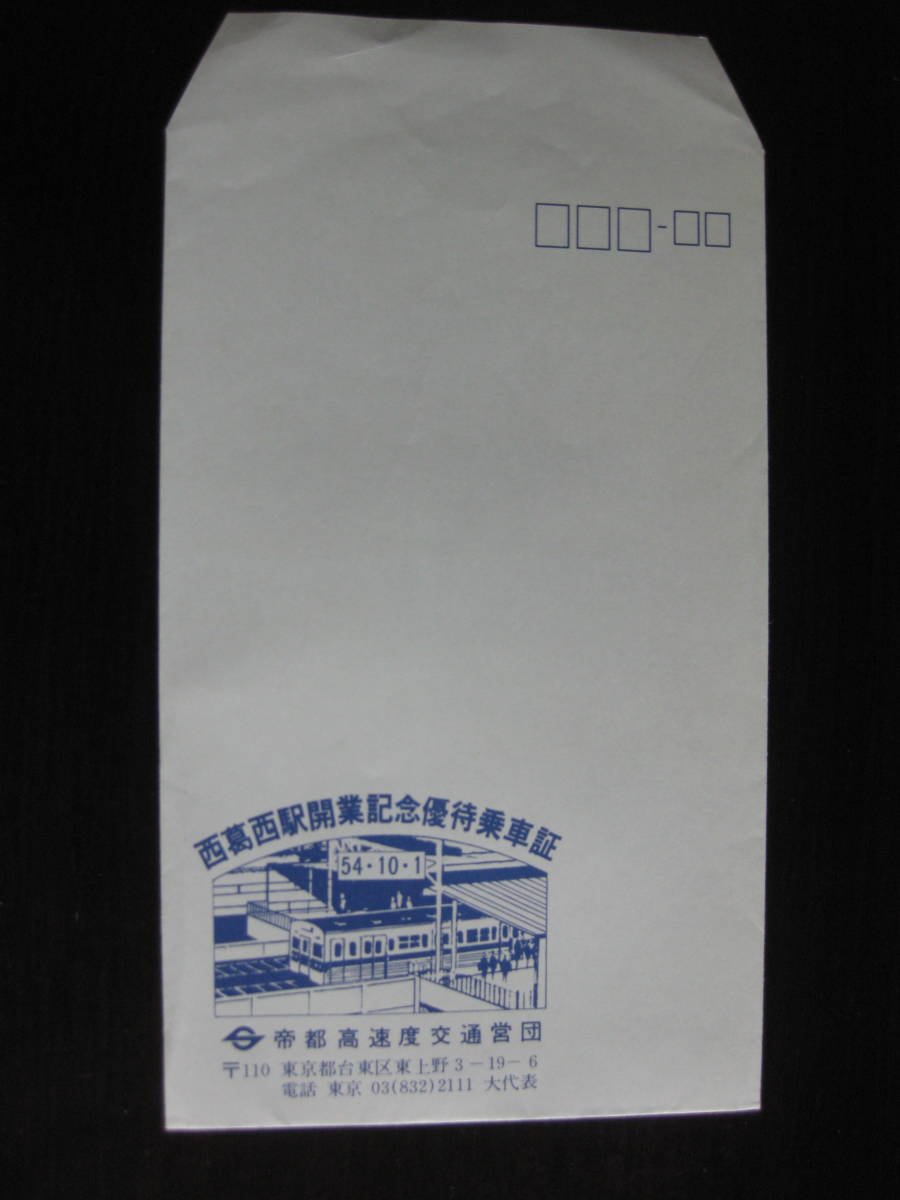 西葛西駅開業記念優待乗車証
54・10・1
帝都高速度交通営団
〒110 東京都台東区東上野3-19-6
電話 東京 03(832)2111 大代表